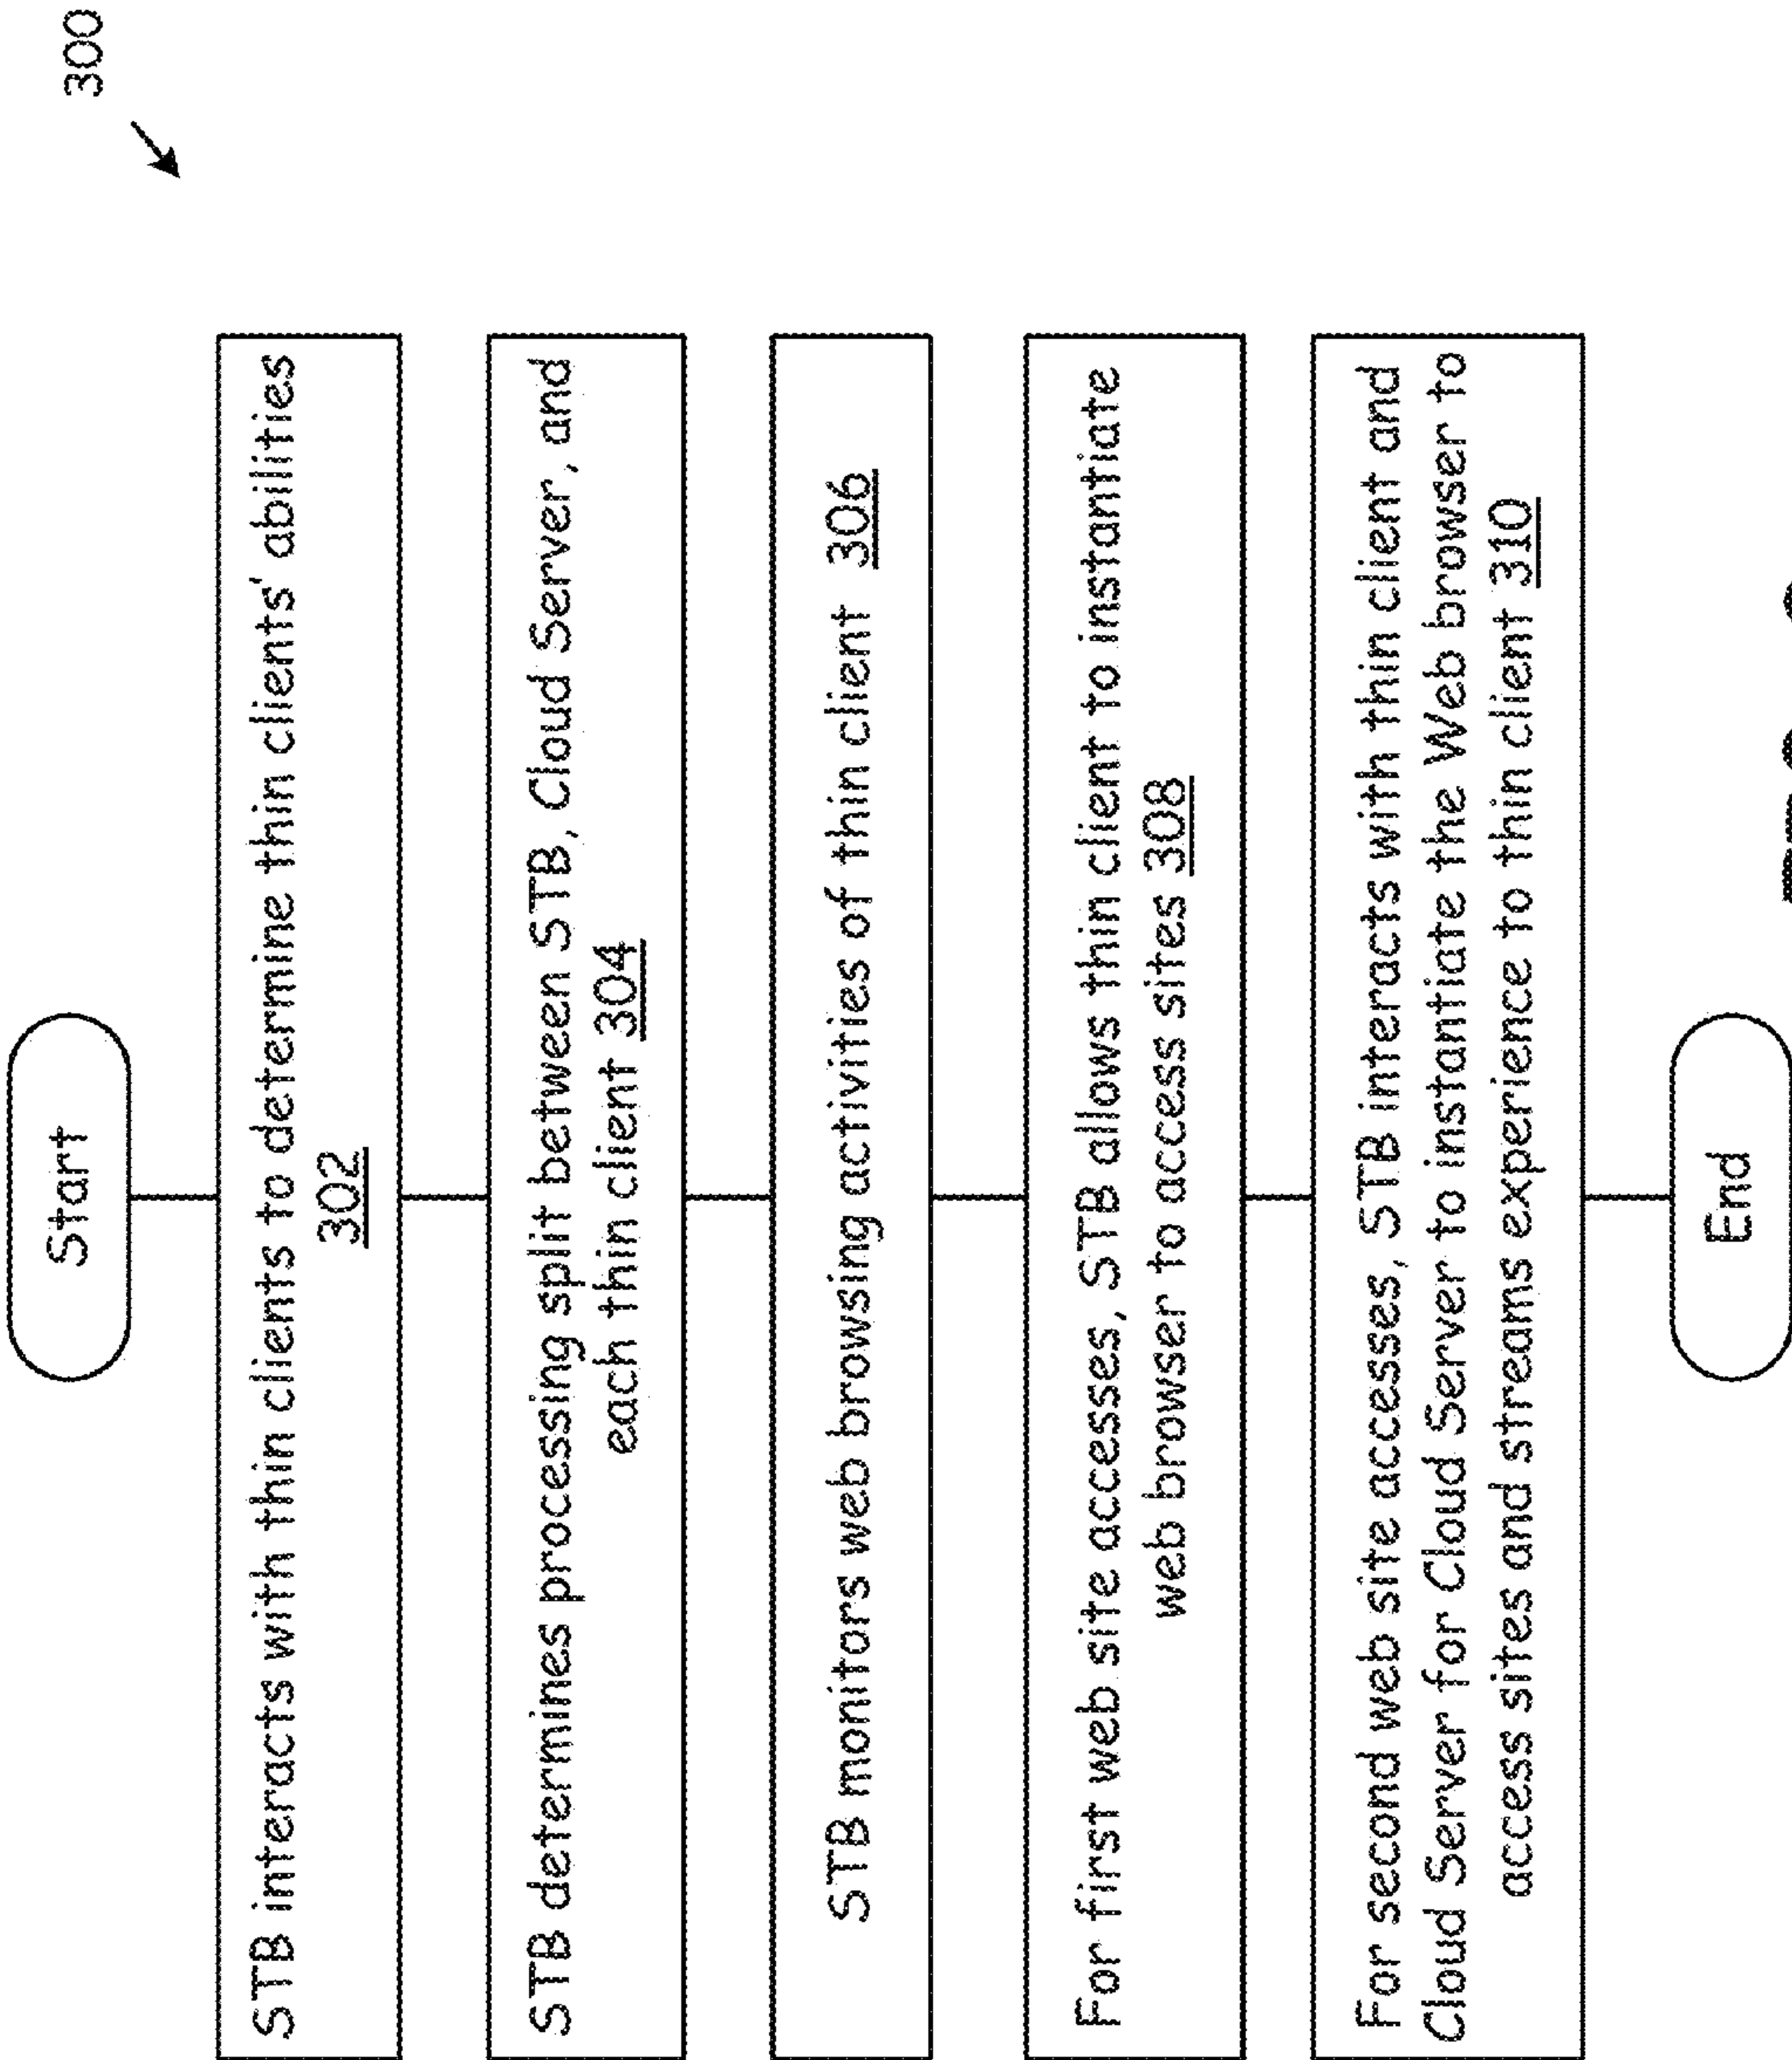 300
Start
STB interacts with thin clients to determine thin clients' abilities
302
STB determines processing split between STB, Cloud Server, and
each thin client 304
STB monitors web browsing activities of thin client 306
For first web site accesses, STB allows thin client to instantiate
web browser to access sites 308
For second web site accesses, STB interacts with thin client and
Cloud Server for Cloud Server to instantiate the Web browser to
access sites and streams experience to thin client 310
End